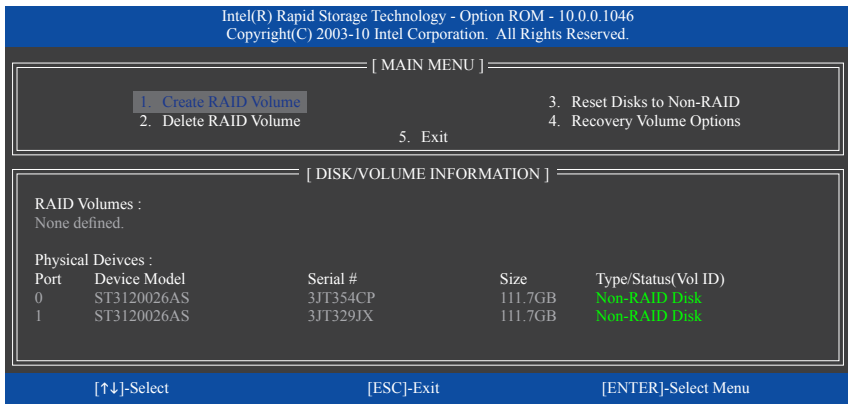 Intel(R) Rapid Storage Technology - Option ROM - 10.0.0.1046
Copyright(C) 2003-10 Intel Corporation. All Rights Reserved.
[ MAIN MENU ]
1. Create RAID Volume 3. Reset Disks to Non-RAID
2. Delete RAID Volume 4. Recovery Volume Options
5. Exit
[ DISK/VOLUME INFORMATION ]
RAID Volumes :
None defined.
Physical Deivces :
Port Device Model Serial # Size Type/Status(Vol ID)
0 ST3120026AS 3JT354CP 111.7GB Non-RAID Disk
1 ST3120026AS 3JT329JX 111.7GB Non-RAID Disk
[↑↓]-Select [ESC]-Exit [ENTER]-Select Menu